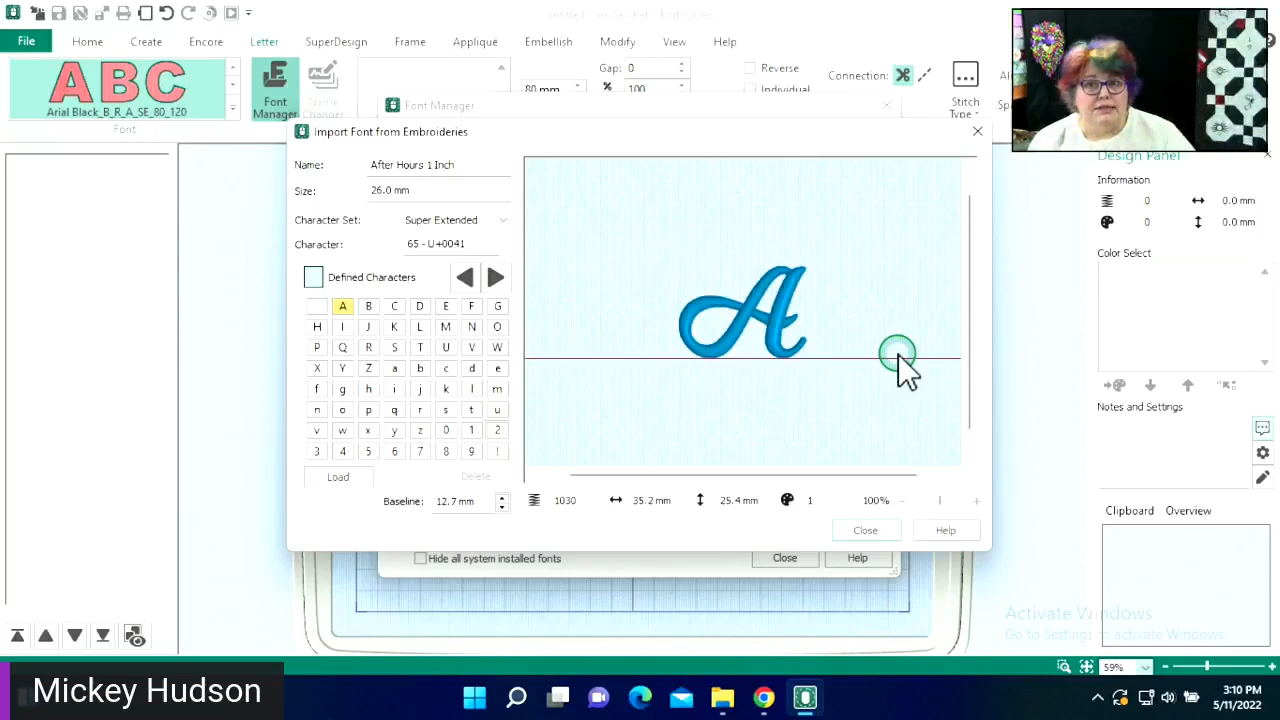 Untitled
File Home Create Encore Letter Frame Appliqué Embellish Modify View Help
ABC
Arial Black_B_R_A_SE_80_120
Font
Font Manager
Name Changer
80 mm
Gap: 0
% 100
Reverse
Individual
Connection:
Stitch Type
Font Manager
Import Font from Embroideries
Name: After Hours 1 Inch
Size: 26.0 mm
Character Set: Super Extended
Character: 65 - U+0041
Defined Characters
A B C D E F G
H I J K L M N O
P Q R S T U V W
X Y Z a b c d e
f g h i j k l m
n o p q r s t u
v w x y z 0 1 2
3 4 5 6 7 8 9 !
Load Delete
Baseline: 12.7 mm 1030 35.2 mm 25.4 mm 1 100% - +
Close Help
A
Hide all system installed fonts Close Help
Design Panel
Information
0 0.0 mm
0 0.0 mm
Color Select
Notes and Settings
Clipboard Overview
Activate Windows
Go to Settings to activate Windows.
59%
Mickey Hudson
3:10 PM
5/11/2022